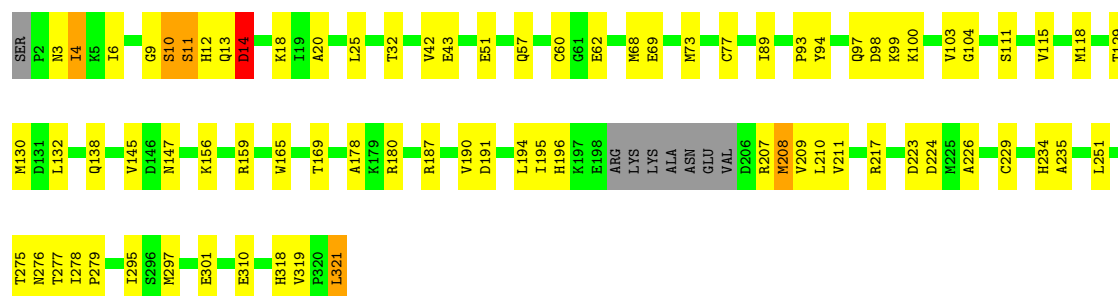 SER P2 N3 I4 K5 I6 G9 S10 S11 H12 Q13 D14 K18 I19 A20 L25 T32 V42 E43 E51 Q57 C60 G61 E62 M68 E69 M73 C77 I89 P93 Y94 Q97 D98 K99 K100 V103 G104 S111 V115 M118 T129
M130 D131 L132 Q138 V145 D146 N147 K156 R159 W165 T169 A178 K179 R180 R187 V190 D191 L194 I195 H196 K197 E198 ARG LYS LYS ALA ASN GLU VAL D206 R207 M208 V209 L210 V211 R217 D223 D224 M225 A226 C229 H234 A235 L251
T275 N276 T277 I278 P279 I295 S296 M297 E301 E310 H318 V319 P320 L321